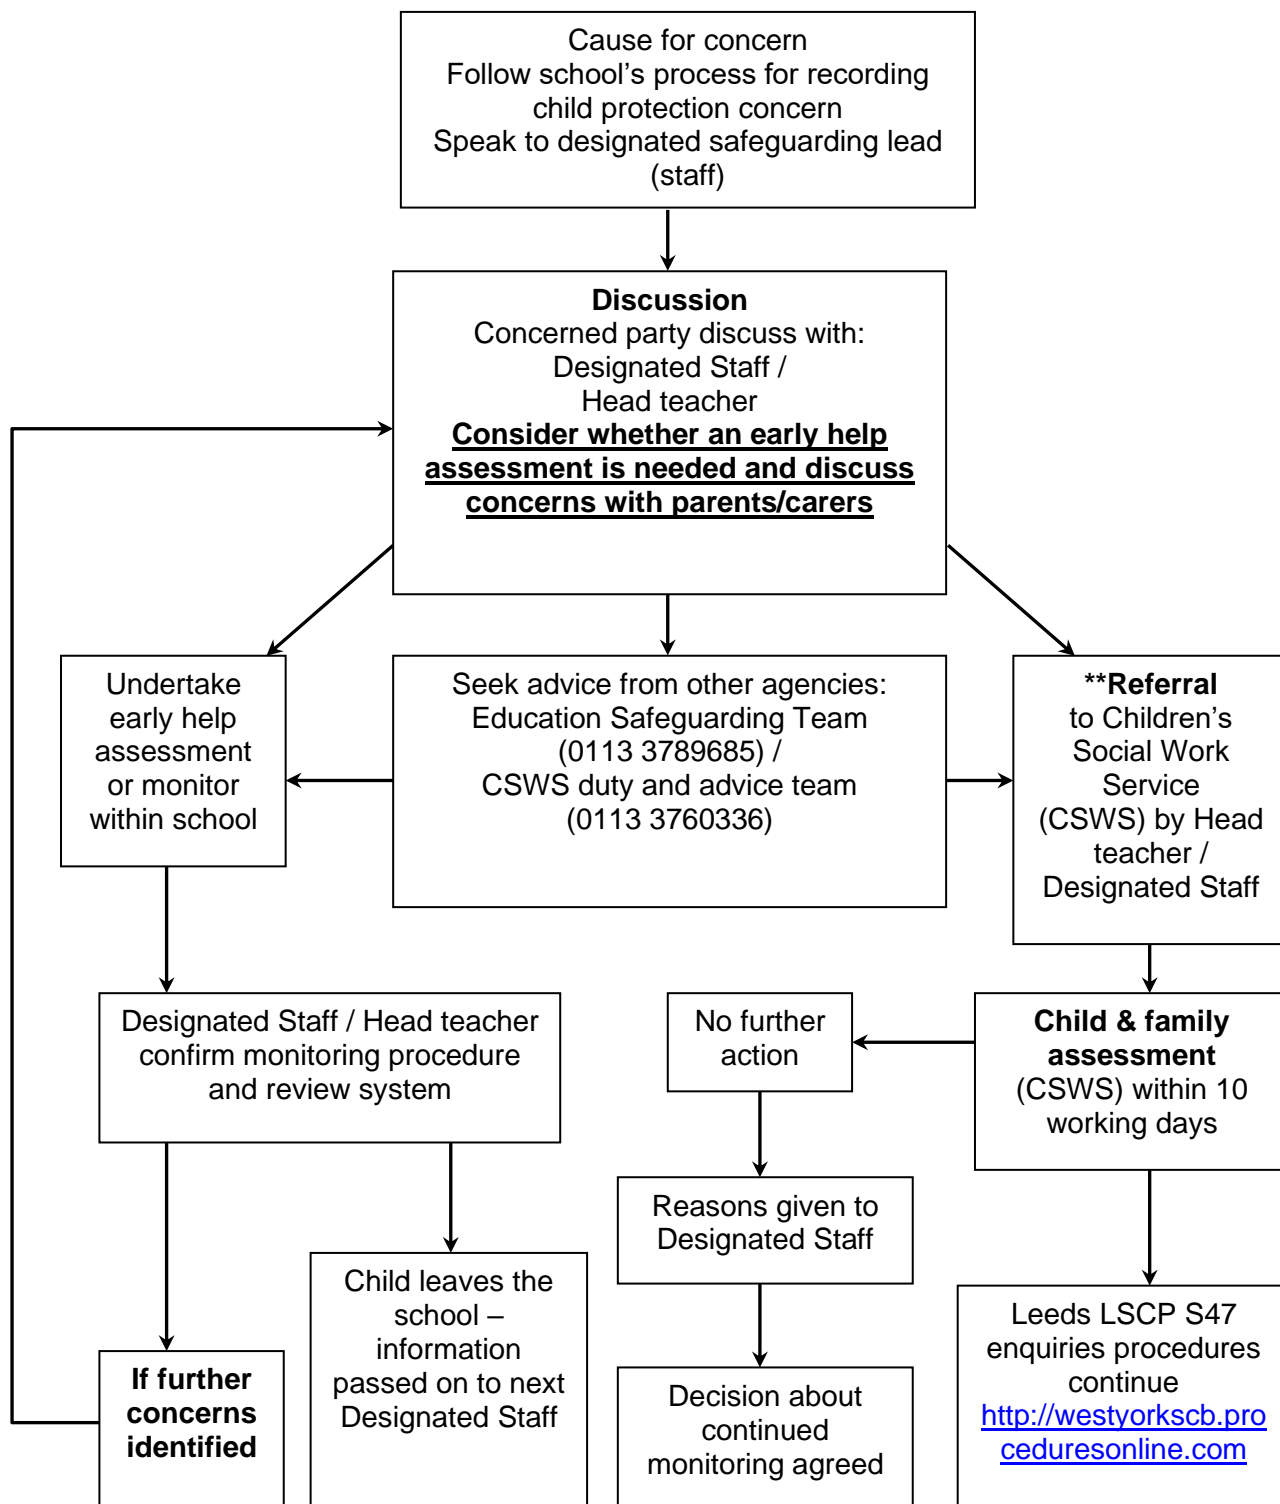 Cause for concern
Follow school’s process for recording
child protection concern
Speak to designated safeguarding lead
(staff)
Discussion
Concerned party discuss with:
Designated Staff /
Head teacher
Consider whether an early help
assessment is needed and discuss
concerns with parents/carers
Undertake
early help
assessment
or monitor
within school
Seek advice from other agencies:
Education Safeguarding Team
(0113 3789685) /
CSWS duty and advice team
(0113 3760336)
**Referral
to Children’s
Social Work
Service
(CSWS) by Head
teacher /
Designated Staff
Designated Staff / Head teacher
confirm monitoring procedure
and review system
No further
action
Child & family
assessment
(CSWS) within 10
working days
Reasons given to
Designated Staff
Child leaves the
school –
information
passed on to next
Designated Staff
Leeds LSCP S47
enquiries procedures
continue
http://westyorkscb.pro
ceduresonline.com
If further
concerns
identified
Decision about
continued
monitoring agreed